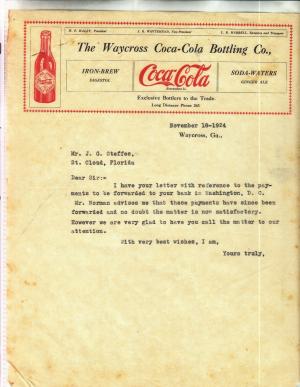 The Waycross Coca-Cola Bottling Co.,
IRON-BREW
Coca-Cola
SODA-WATERS
GINGER ALE
Exclusive Bottlers to the Trade
Long Distance Phone
November 18-1924
Waycross, Ga.,
Mr. J. C. Steffee,
St. Cloud, Florida
Dear Sir:-
I have your letter with reference to the pay-
ments to be forwarded to your bank in Washington, D. C.
Mr. Norman advises me that these payments have since been
forwarded and no doubt the matter is now satisfactory.
However we are very glad to have you call the matter to our
attention.
With very best wishes, I am,
Yours truly,